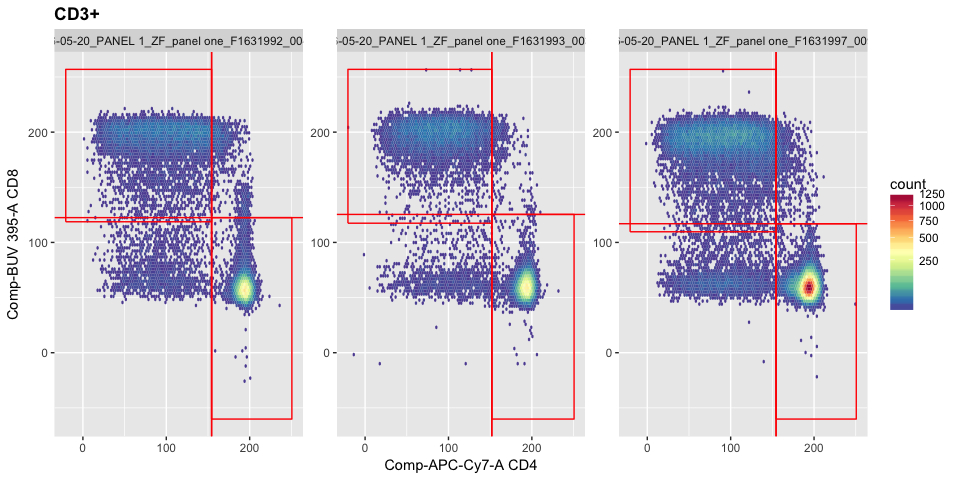 CD3+
-05-20_PANEL 1_ZF_panel one_F1631992_00
-05-20_PANEL 1_ZF_panel one_F1631993_00
-05-20_PANEL 1_ZF_panel one_F1631997_00
Comp-BUV 395-A CD8
200
100
0
200
100
0
200
100
0
0 100 200
0 100 200
0 100 200
Comp-APC-Cy7-A CD4
count
1250
1000
750
500
250